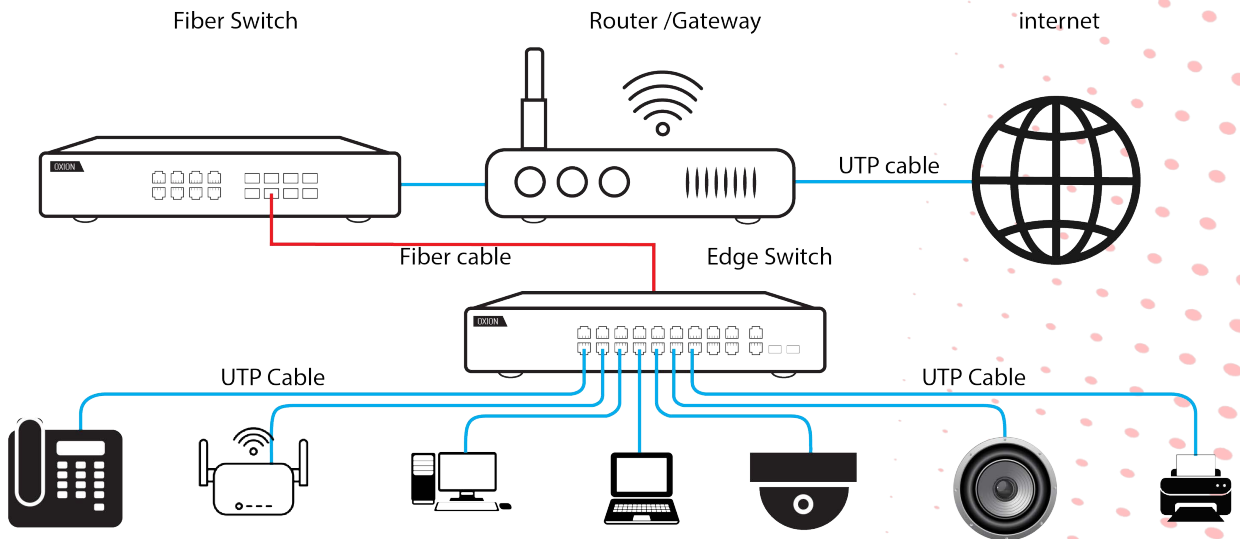 Fiber Switch
Router /Gateway
internet
OXION
UTP cable
Fiber cable
Edge Switch
OXION
UTP Cable
UTP Cable